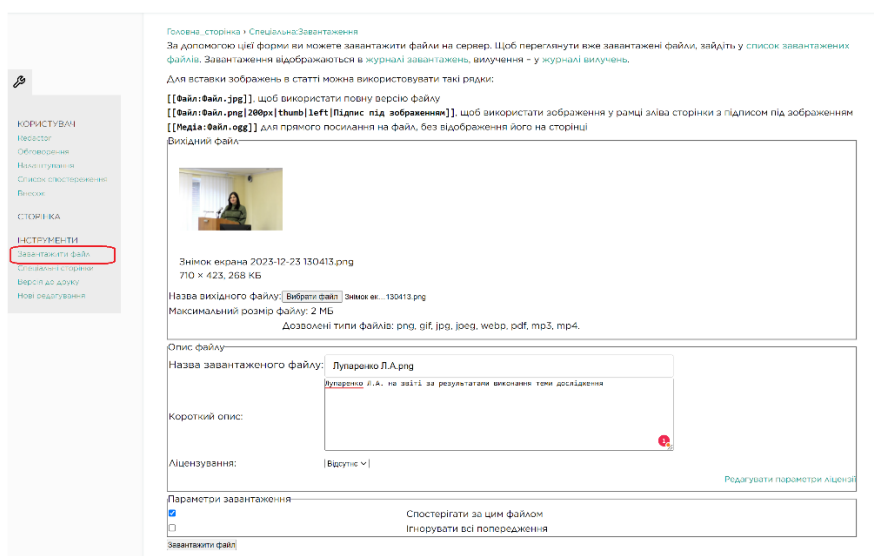 Головна_сторінка › Спеціальна:Завантаження
За допомогою цієї форми ви можете завантажити файли на сервер. Щоб переглянути вже завантажені файли, зайдіть у список завантажених
файлів. Завантаження відображаються в журналі завантажень, вилучення – у журналі вилучень.
Для вставки зображень в статті можна використовувати такі рядки:
[[Файл:Файл.jpg]], щоб використати повну версію файлу
[[Файл:Файл.png|200px|thumb|left|Підпис під зображенням]], щоб використати зображення у рамці зліва сторінки з підписом під зображенням
[[Медіа:Файл.ogg]] для прямого посилання на файл, без відображення його на сторінці
КОРИСТУВАЧ
Redactor
Обговорення
Налаштування
Список спостереження
Внесок
СТОРІНКА
ІНСТРУМЕНТИ
Завантажити файл
Спеціальні сторінки
Версія до друку
Нові редагування
Вихідний файл
Знімок екрана 2023-12-23 130413.png
710 × 423, 268 КБ
Назва вихідного файлу: Вибрати файл Знімок ек...130413.png
Максимальний розмір файлу: 2 МБ
Дозволені типи файлів: png, gif, jpg, jpeg, webp, pdf, mp3, mp4.
Опис файлу
Назва завантаженого файлу: Лупаренко Л.А.png
Лупаренко Л.А. на звіті за результатами виконання теми дослідження
Короткий опис:
1
Ліцензування: Відсутнє
Редагувати параметри ліцензії
Параметри завантаження
Спостерігати за цим файлом
Ігнорувати всі попередження
Завантажити файл